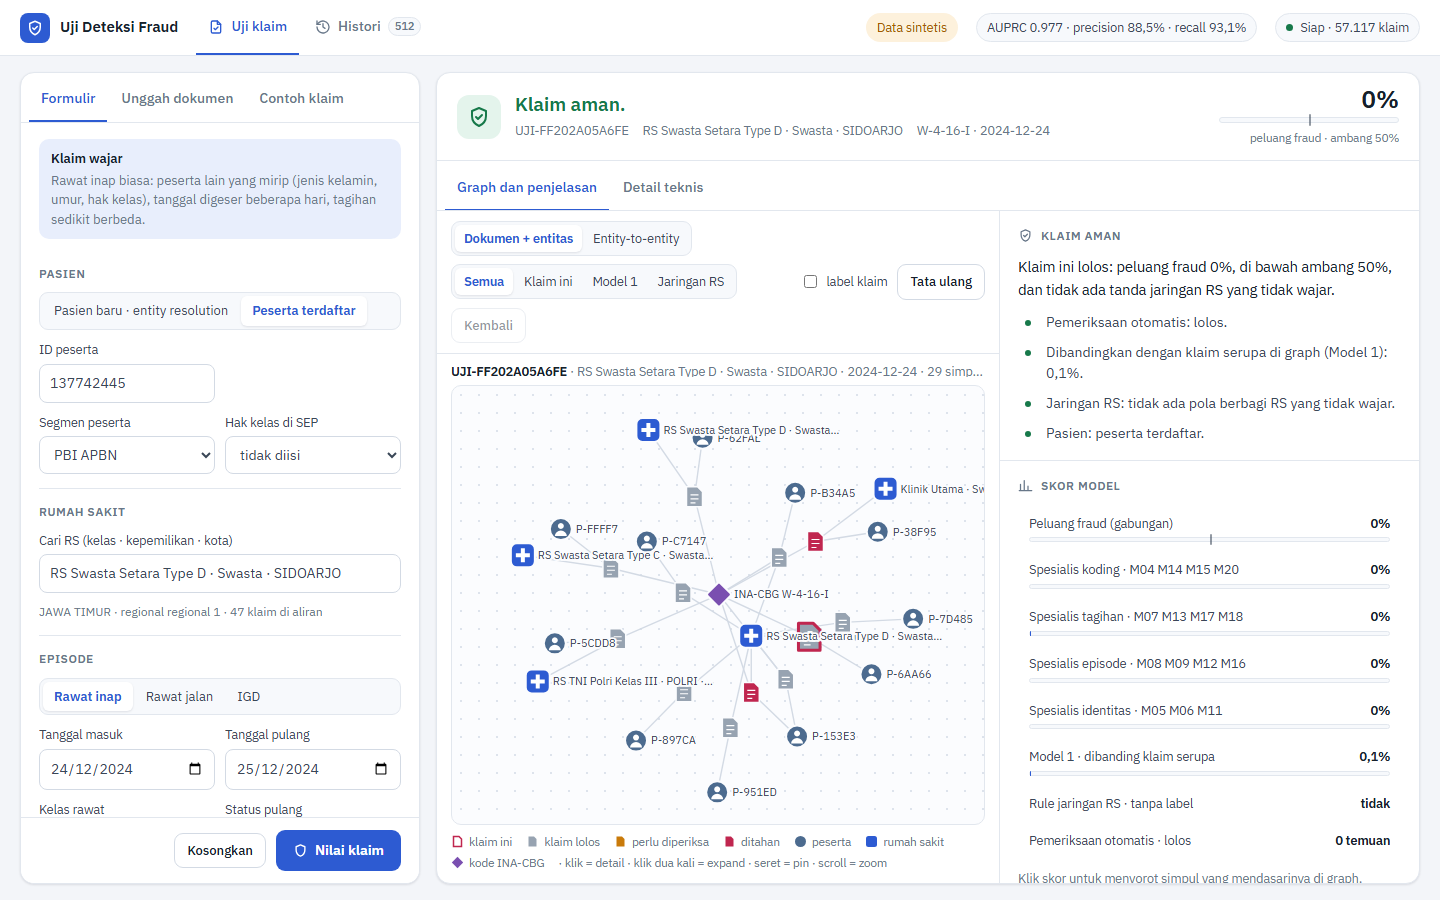 Uji Deteksi Fraud
Uji klaim
Histori 512
Data sintetis
AUPRC 0.977 · precision 88,5% · recall 93,1%
Siap · 57.117 klaim
Formulir
Unggah dokumen
Contoh klaim
Klaim wajar
Rawat inap biasa: peserta lain yang mirip (jenis kelamin,
umur, hak kelas), tanggal digeser beberapa hari, tagihan
sedikit berbeda.
PASIEN
Pasien baru · entity resolution
Peserta terdaftar
ID peserta
137742445
Segmen peserta
Hak kelas di SEP
PBI APBN
tidak diisi
RUMAH SAKIT
Cari RS (kelas · kepemilikan · kota)
RS Swasta Setara Type D · Swasta · SIDOARJO
JAWA TIMUR · regional regional 1 · 47 klaim di aliran
EPISODE
Rawat inap
Rawat jalan
IGD
Tanggal masuk
Tanggal pulang
24/12/2024
25/12/2024
Kelas rawat
Status pulang
Kosongkan
Nilai klaim
Klaim aman.
UJI-FF202A05A6FE RS Swasta Setara Type D · Swasta · SIDOARJO W-4-16-I · 2024-12-24
0%
peluang fraud · ambang 50%
Graph dan penjelasan
Detail teknis
Dokumen + entitas
Entity-to-entity
Semua
Klaim ini
Model 1
Jaringan RS
label klaim
Tata ulang
Kembali
UJI-FF202A05A6FE · RS Swasta Setara Type D · Swasta · SIDOARJO · 2024-12-24 · 29 simp...
RS Swasta Setara Type D · Swasta...
P-62FAL
P-B34A5
Klinik Utama · Sw
P-FFFF7
P-C7147
P-38F95
RS Swasta Setara Type C · Swasta...
INA-CBG W-4-16-I
P-7D485
RS Swasta Setara Type D · Swasta...
P-5CDD8
P-6AA66
RS TNI Polri Kelas III · POLRI ·...
P-897CA
P-153E3
P-951ED
klaim ini
klaim lolos
perlu diperiksa
ditahan
peserta
rumah sakit
kode INA-CBG
· klik = detail · klik dua kali = expand · seret = pin · scroll = zoom
KLAIM AMAN
Klaim ini lolos: peluang fraud 0%, di bawah ambang 50%,
dan tidak ada tanda jaringan RS yang tidak wajar.
Pemeriksaan otomatis: lolos.
Dibandingkan dengan klaim serupa di graph (Model 1):
0,1%.
Jaringan RS: tidak ada pola berbagi RS yang tidak wajar.
Pasien: peserta terdaftar.
SKOR MODEL
Peluang fraud (gabungan) 0%
Spesialis koding · M04 M14 M15 M20 0%
Spesialis tagihan · M07 M13 M17 M18 0%
Spesialis episode · M08 M09 M12 M16 0%
Spesialis identitas · M05 M06 M11 0%
Model 1 · dibanding klaim serupa 0,1%
Rule jaringan RS · tanpa label tidak
Pemeriksaan otomatis · lolos 0 temuan
Klik skor untuk menyorot simpul yang mendasarinya di graph.